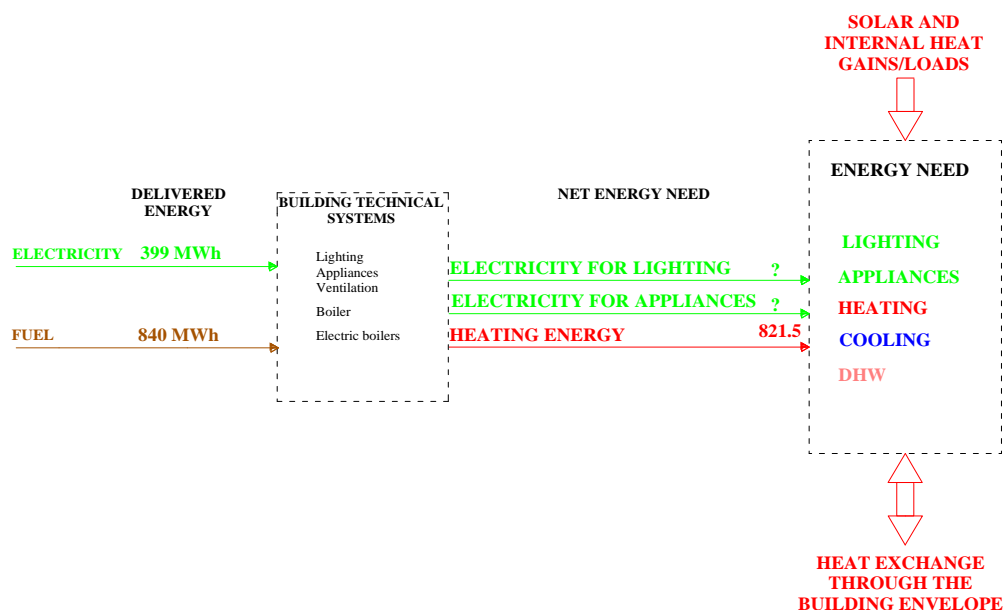 SOLAR AND
INTERNAL HEAT
GAINS/LOADS
DELIVERED
ENERGY
ELECTRICITY 399 MWh
FUEL 840 MWh
BUILDING TECHNICAL
SYSTEMS
Lighting
Appliances
Ventilation
Boiler
Electric boilers
NET ENERGY NEED
ELECTRICITY FOR LIGHTING ?
ELECTRICITY FOR APPLIANCES ?
HEATING ENERGY 821.5
ENERGY NEED
LIGHTING
APPLIANCES
HEATING
COOLING
DHW
HEAT EXCHANGE
THROUGH THE
BUILDING ENVELOPE